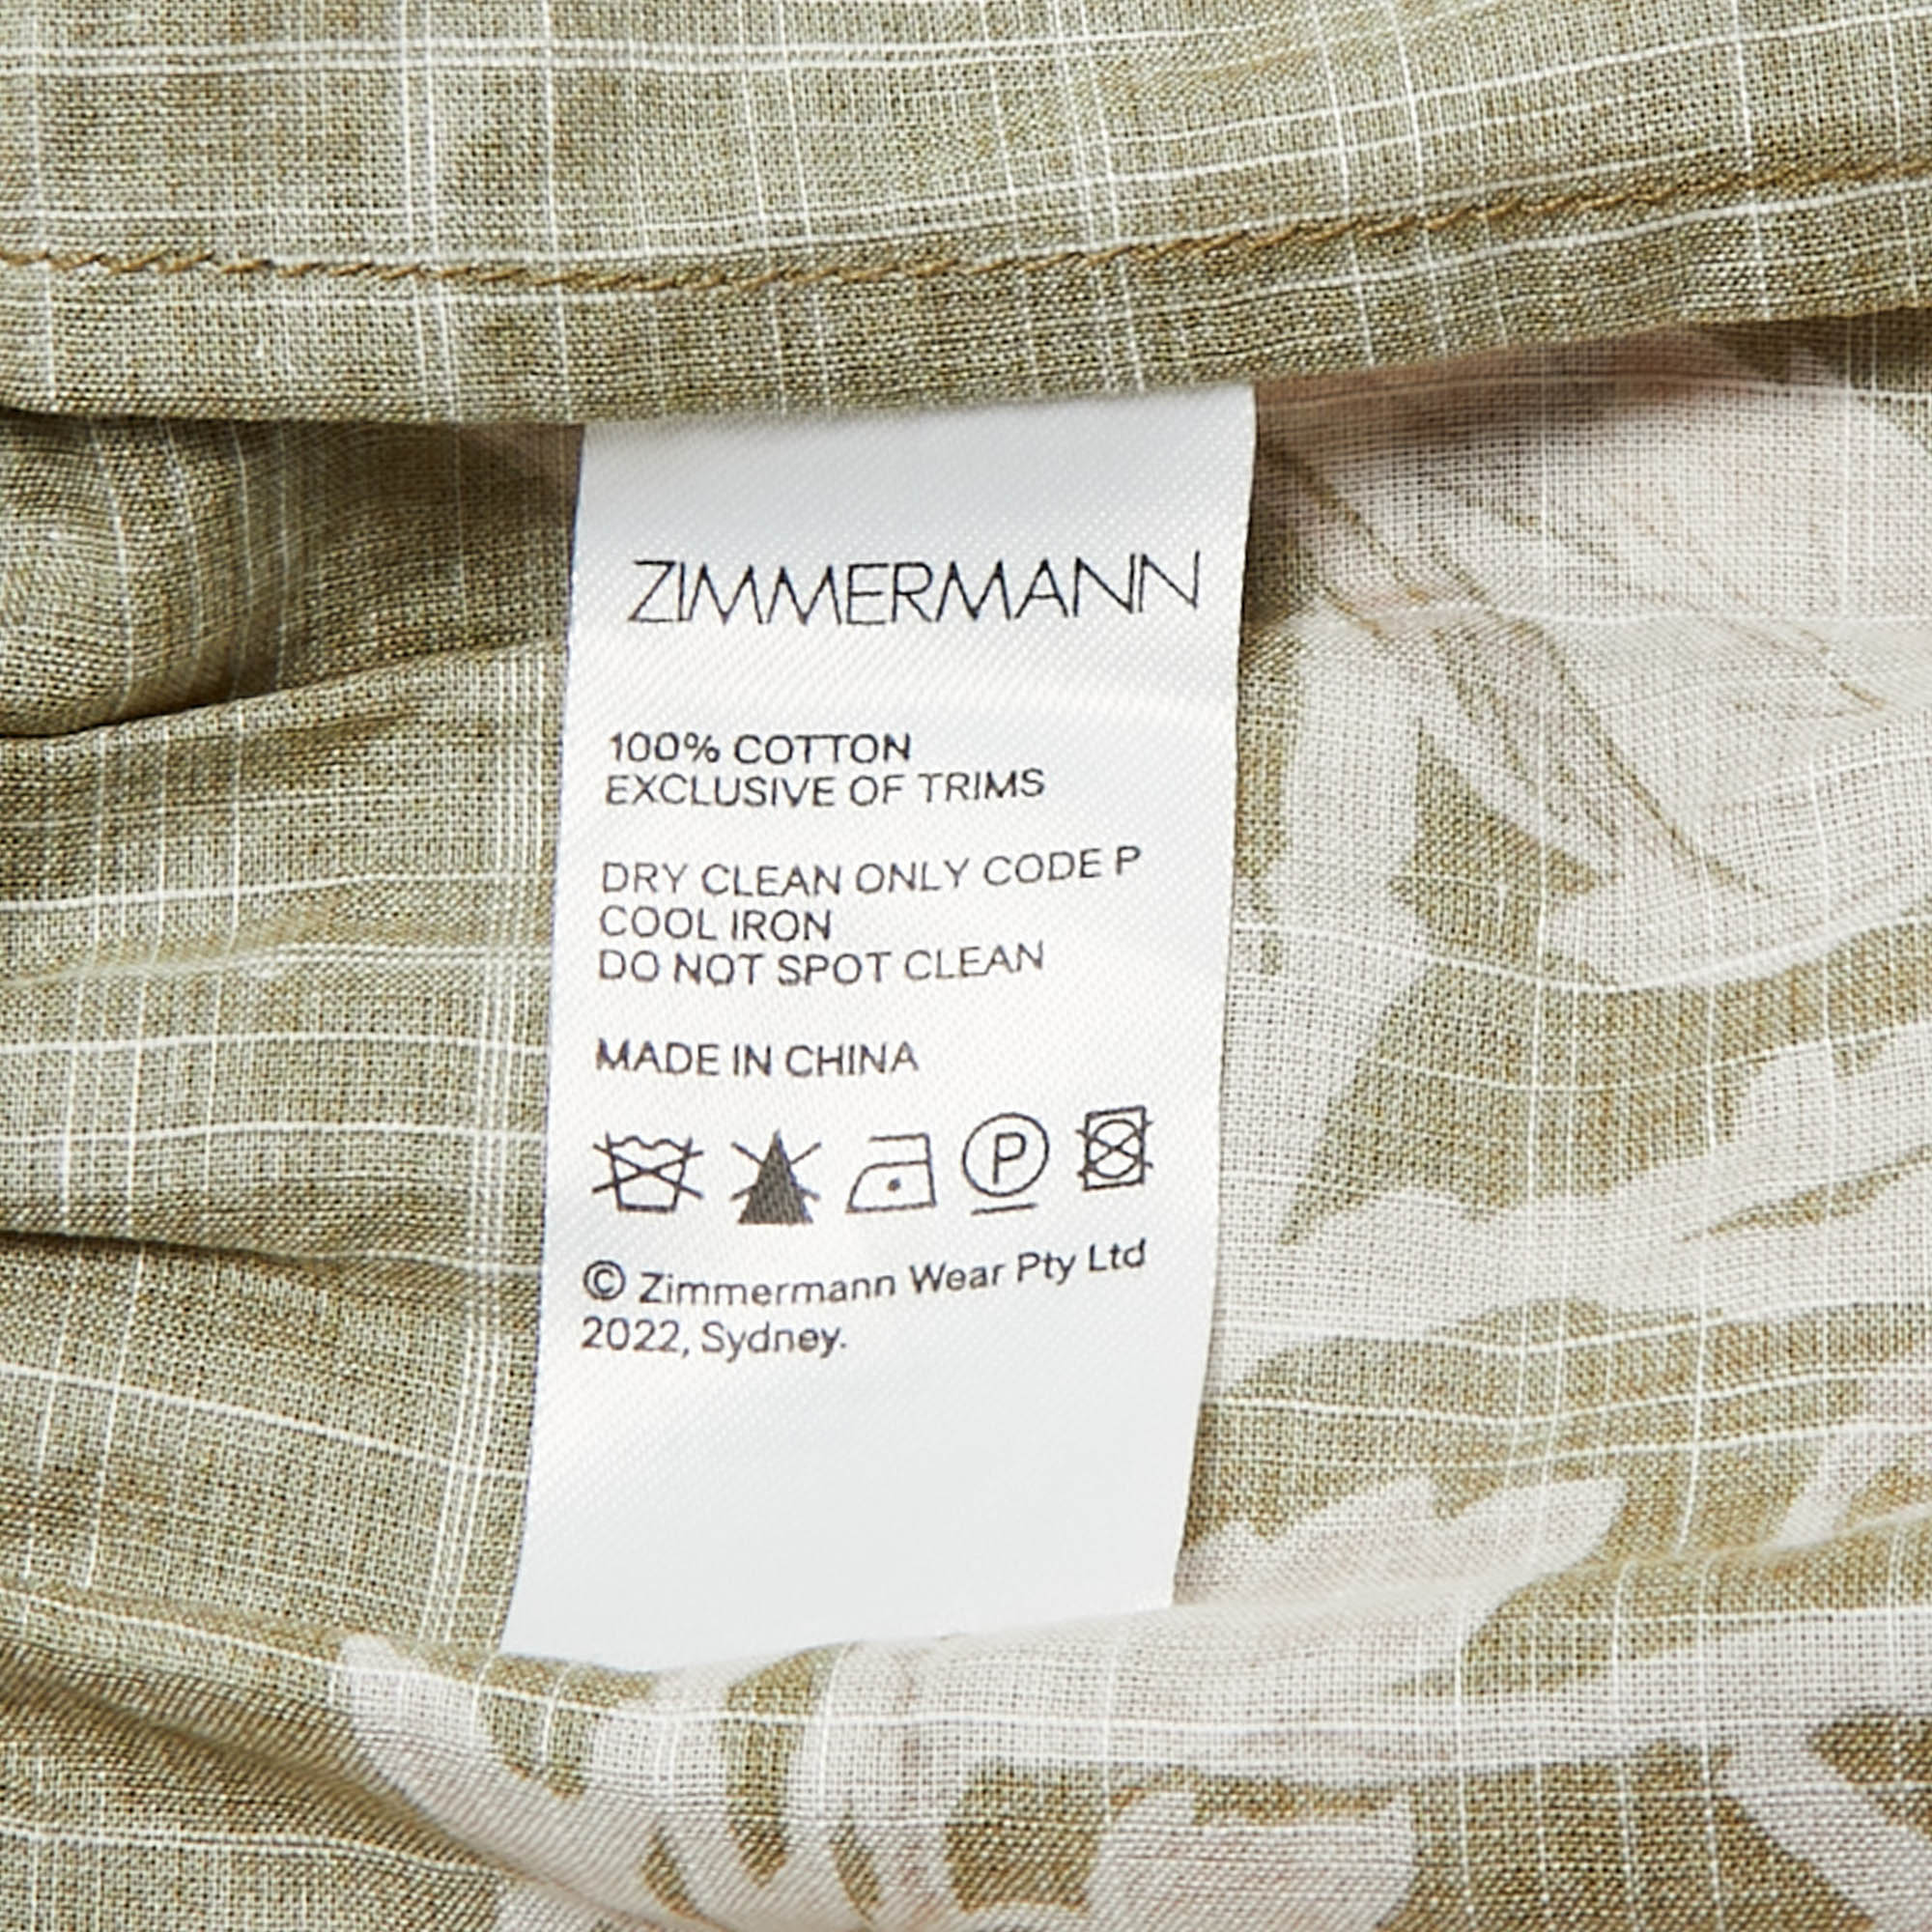 ZIMMERMANN
100% COTTON
EXCLUSIVE OF TRIMS
DRY CLEAN ONLY CODE P
COOL IRON
DO NOT SPOT CLEAN
MADE IN CHINA
P
© Zimmermann Wear Pty Ltd
2022, Sydney.